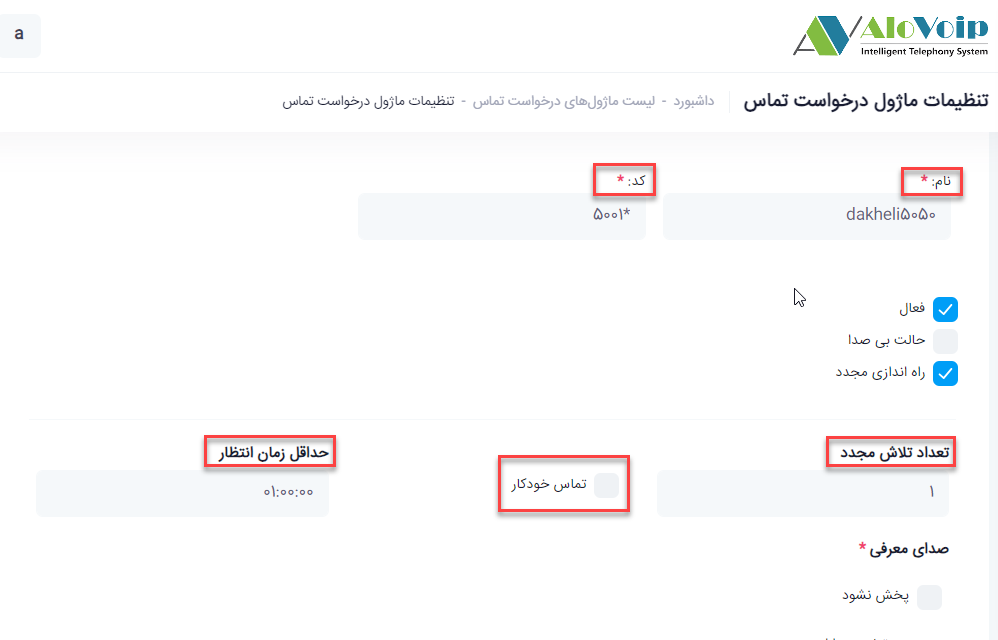 a
AloVoip
Intelligent Telephony System
تنظیمات ماژول درخواست تماس
داشبورد - لیست ماژول‌های درخواست تماس - تنظیمات ماژول درخواست تماس
نام: *
کد: *
dakheli۵۰۵۰
*۵۰۰۱
فعال
حالت بی صدا
راه اندازی مجدد
تعداد تلاش مجدد
تماس خودکار
حداقل زمان انتظار
۱
۰۱:۰۰:۰۰
صدای معرفی *
پخش نشود